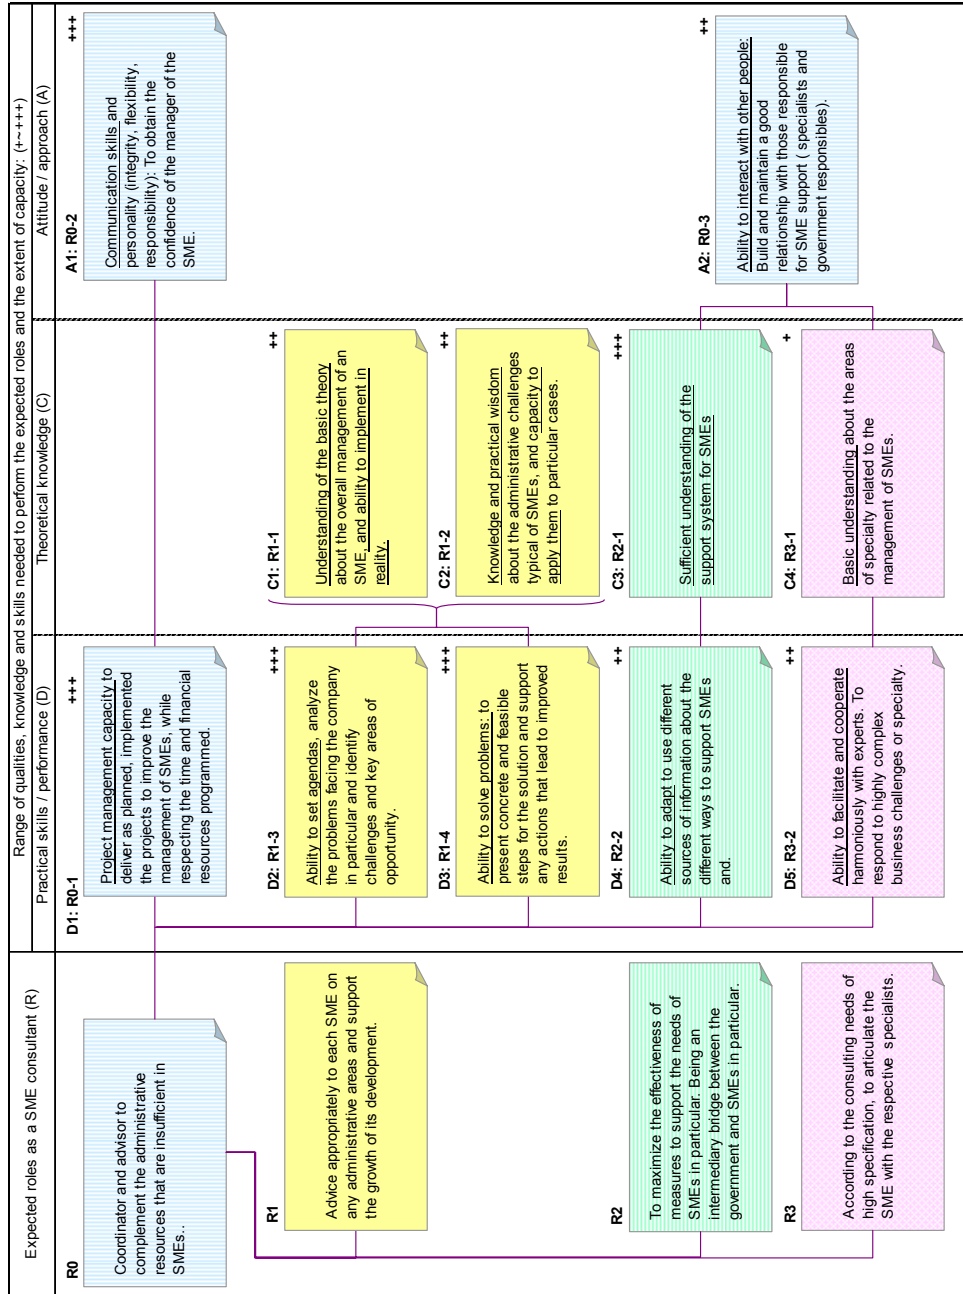 Range of qualities, knowledge and skills needed to perform the expected roles and the extent of capacity: (+~+++)
Expected roles as a SME consultant (R)
Practical skills / performance (D)
Theoretical knowledge (C)
Attitude / approach (A)
R0
Coordinator and advisor to
complement the administrative
resources that are insufficient in
SMEs..
D1: R0-1
+++
Project management capacity to
deliver as planned, implemented
the projects to improve the
management of SMEs, while
respecting the time and financial
resources programmed.
A1: R0-2
+++
Communication skills and
personality (integrity, flexibility,
responsibility): To obtain the
confidence of the manager of the
SME.
R1
Advice appropriately to each SME on
any administrative areas and support
the growth of its development.
D2: R1-3
+++
Ability to set agendas, analyze
the problems facing the company
in particular and identify
challenges and key areas of
opportunity.
C1: R1-1
++
Understanding of the basic theory
about the overall management of an
SME, and ability to implement in
reality.
D3: R1-4
+++
Ability to solve problems: to
present concrete and feasible
steps for the solution and support
any actions that lead to improved
results.
C2: R1-2
++
Knowledge and practical wisdom
about the administrative challenges
typical of SMEs, and capacity to
apply them to particular cases.
R2
To maximize the effectiveness of
measures to support the needs of
SMEs in particular. Being an
intermediary bridge between the
government and SMEs in particular.
D4: R2-2
++
Ability to adapt to use different
sources of information about the
different ways to support SMEs
and.
C3: R2-1
+++
Sufficient understanding of the
support system for SMEs
A2: R0-3
++
Ability to interact with other people:
Build and maintain a good
relationship with those responsible
for SME support ( specialists and
government responsibles).
R3
According to the consulting needs of
high specification, to articulate the
SME with the respective specialists.
D5: R3-2
++
Ability to facilitate and cooperate
harmoniously with experts. To
respond to highly complex
business challenges or specialty.
C4: R3-1
+
Basic understanding about the areas
of specialty related to the
management of SMEs.